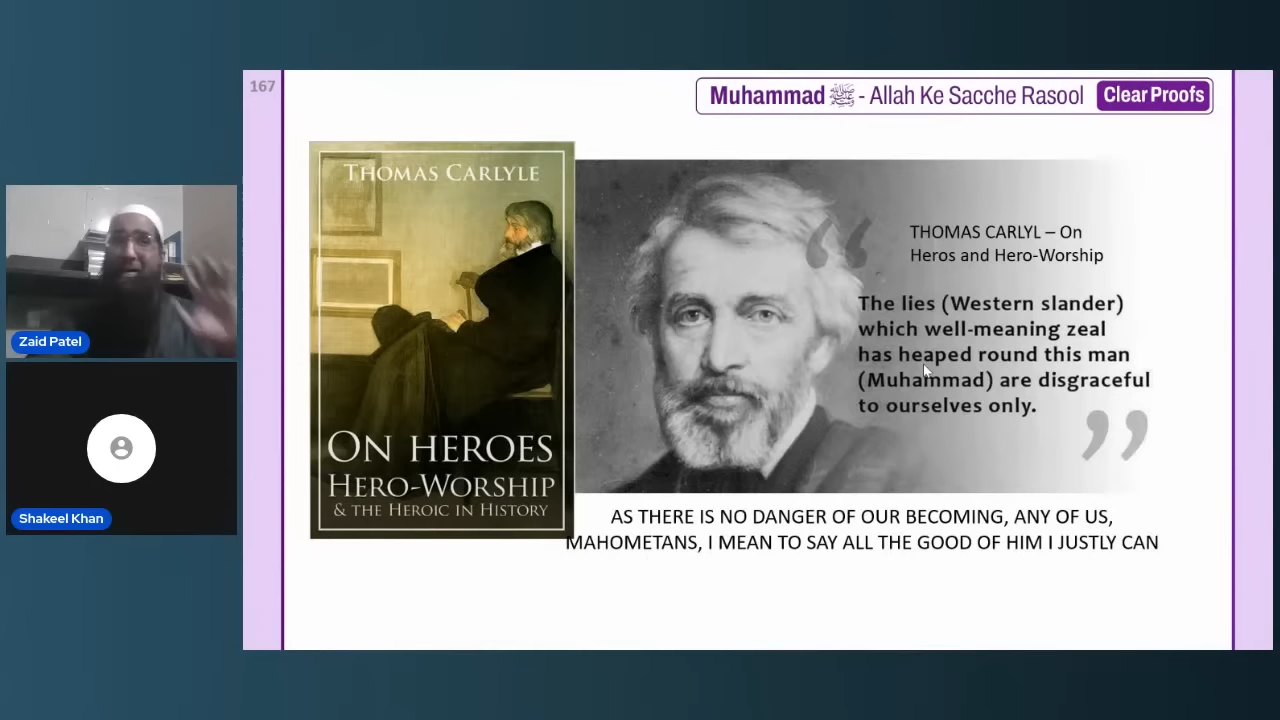 167
Muhammad ﷺ - Allah Ke Sacche Rasool Clear Proofs
THOMAS CARLYLE
ON HEROES
HERO-WORSHIP
& THE HEROIC IN HISTORY
“
THOMAS CARLYL – On
Heros and Hero-Worship
The lies (Western slander)
which well-meaning zeal
has heaped round this man
(Muhammad) are disgraceful
to ourselves only.
”
AS THERE IS NO DANGER OF OUR BECOMING, ANY OF US,
MAHOMETANS, I MEAN TO SAY ALL THE GOOD OF HIM I JUSTLY CAN
Zaid Patel
Shakeel Khan